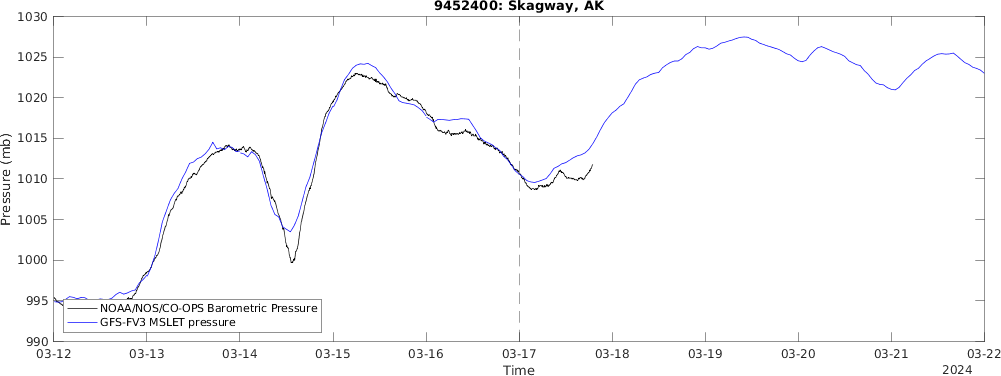 9452400: Skagway, AK
1030
1025
1020
1015
1010
1005
1000
995
990
Pressure (mb)
NOAA/NOS/CO-OPS Barometric Pressure
GFS-FV3 MSLET pressure
03-12 03-13 03-14 03-15 03-16 03-17 03-18 03-19 03-20 03-21 03-22
Time
2024